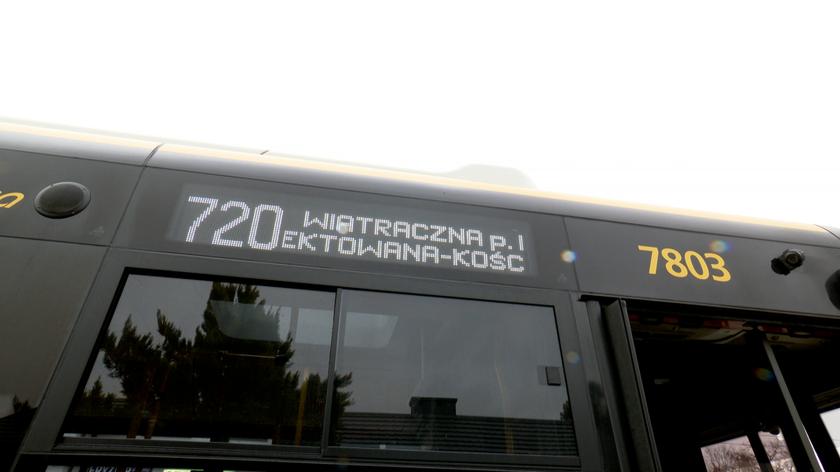 720 WIATRACZNA p. I
EKTOWANA-KOŚC
7803